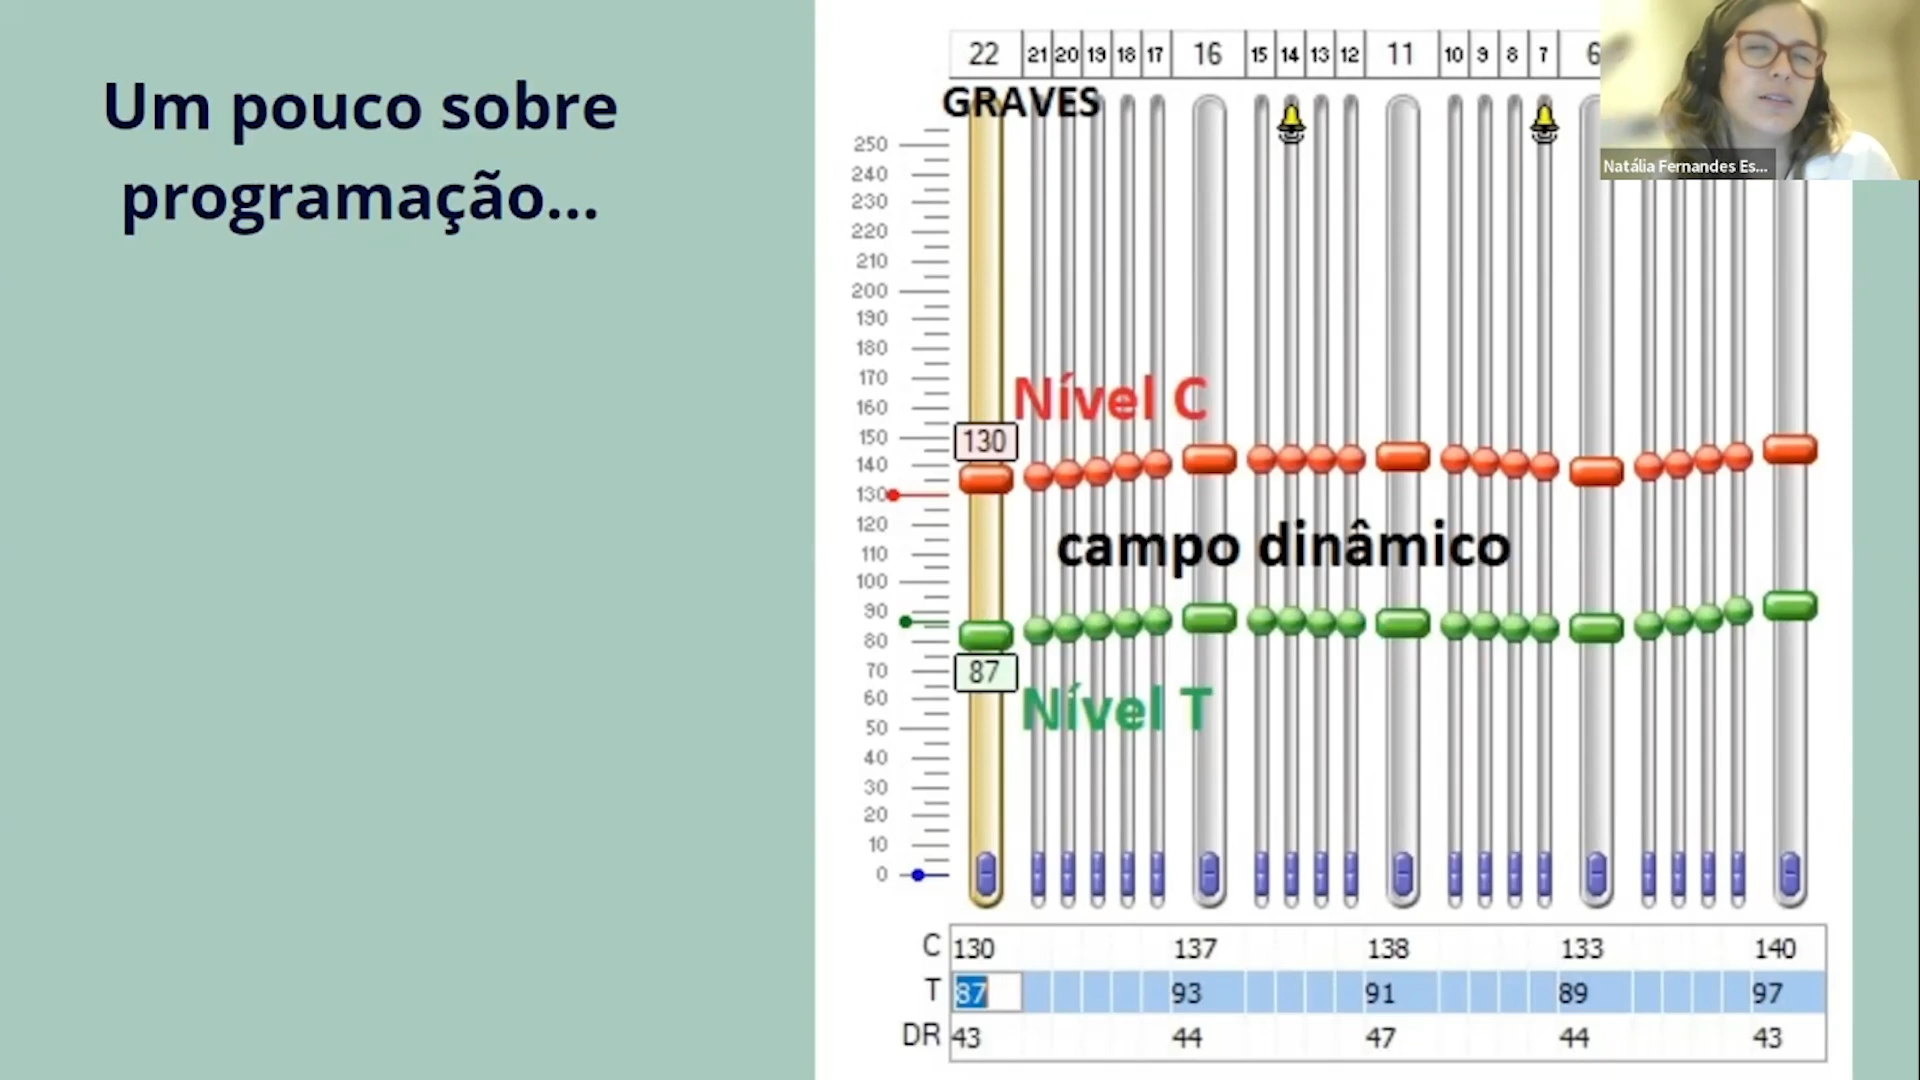 Um pouco sobre
programação...
22 21 20 19 18 17 16 15 14 13 12 11 10 9 8 7 6
GRAVES
Natália Fernandes Es...
250
240
230
220
210
200
190
180
170
160
150
140
130
120
110
100
90
80
70
60
50
40
30
20
10
0
Nível C
130
campo dinâmico
87
Nível T
C 130 137 138 133 140
T 87 93 91 89 97
DR 43 44 47 44 43